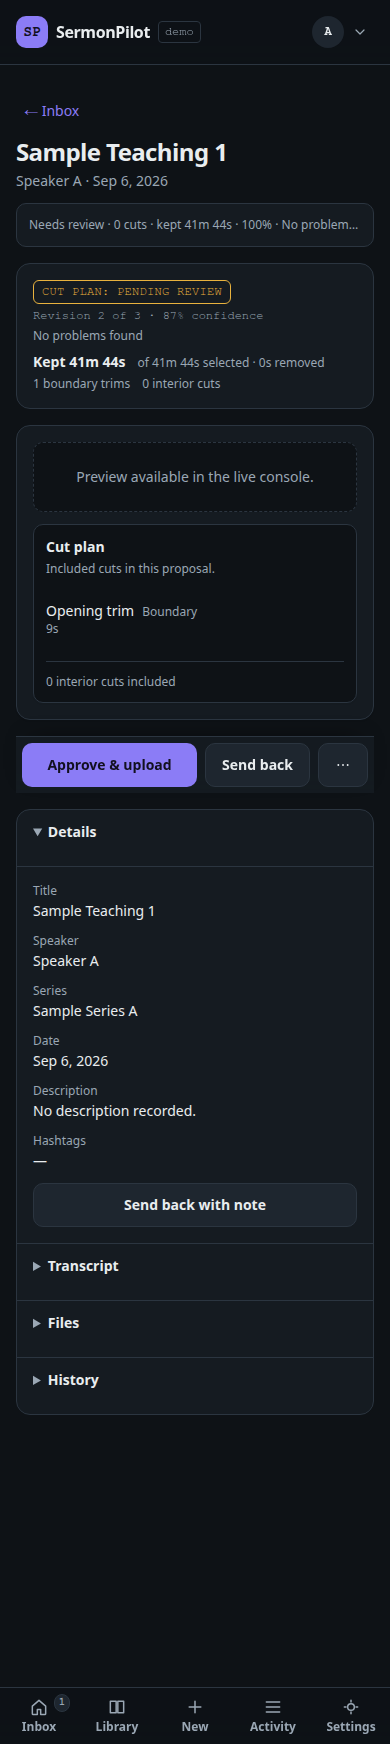 SP SermonPilot demo A
← Inbox
Sample Teaching 1
Speaker A · Sep 6, 2026
Needs review · 0 cuts · kept 41m 44s · 100% · No problem...
CUT PLAN: PENDING REVIEW
Revision 2 of 3 · 87% confidence
No problems found
Kept 41m 44s of 41m 44s selected · 0s removed
1 boundary trims 0 interior cuts
Preview available in the live console.
Cut plan
Included cuts in this proposal.
Opening trim Boundary
9s
0 interior cuts included
Approve & upload Send back ···
Details
Title
Sample Teaching 1
Speaker
Speaker A
Series
Sample Series A
Date
Sep 6, 2026
Description
No description recorded.
Hashtags
—
Send back with note
Transcript
Files
History
1
Inbox Library New Activity Settings